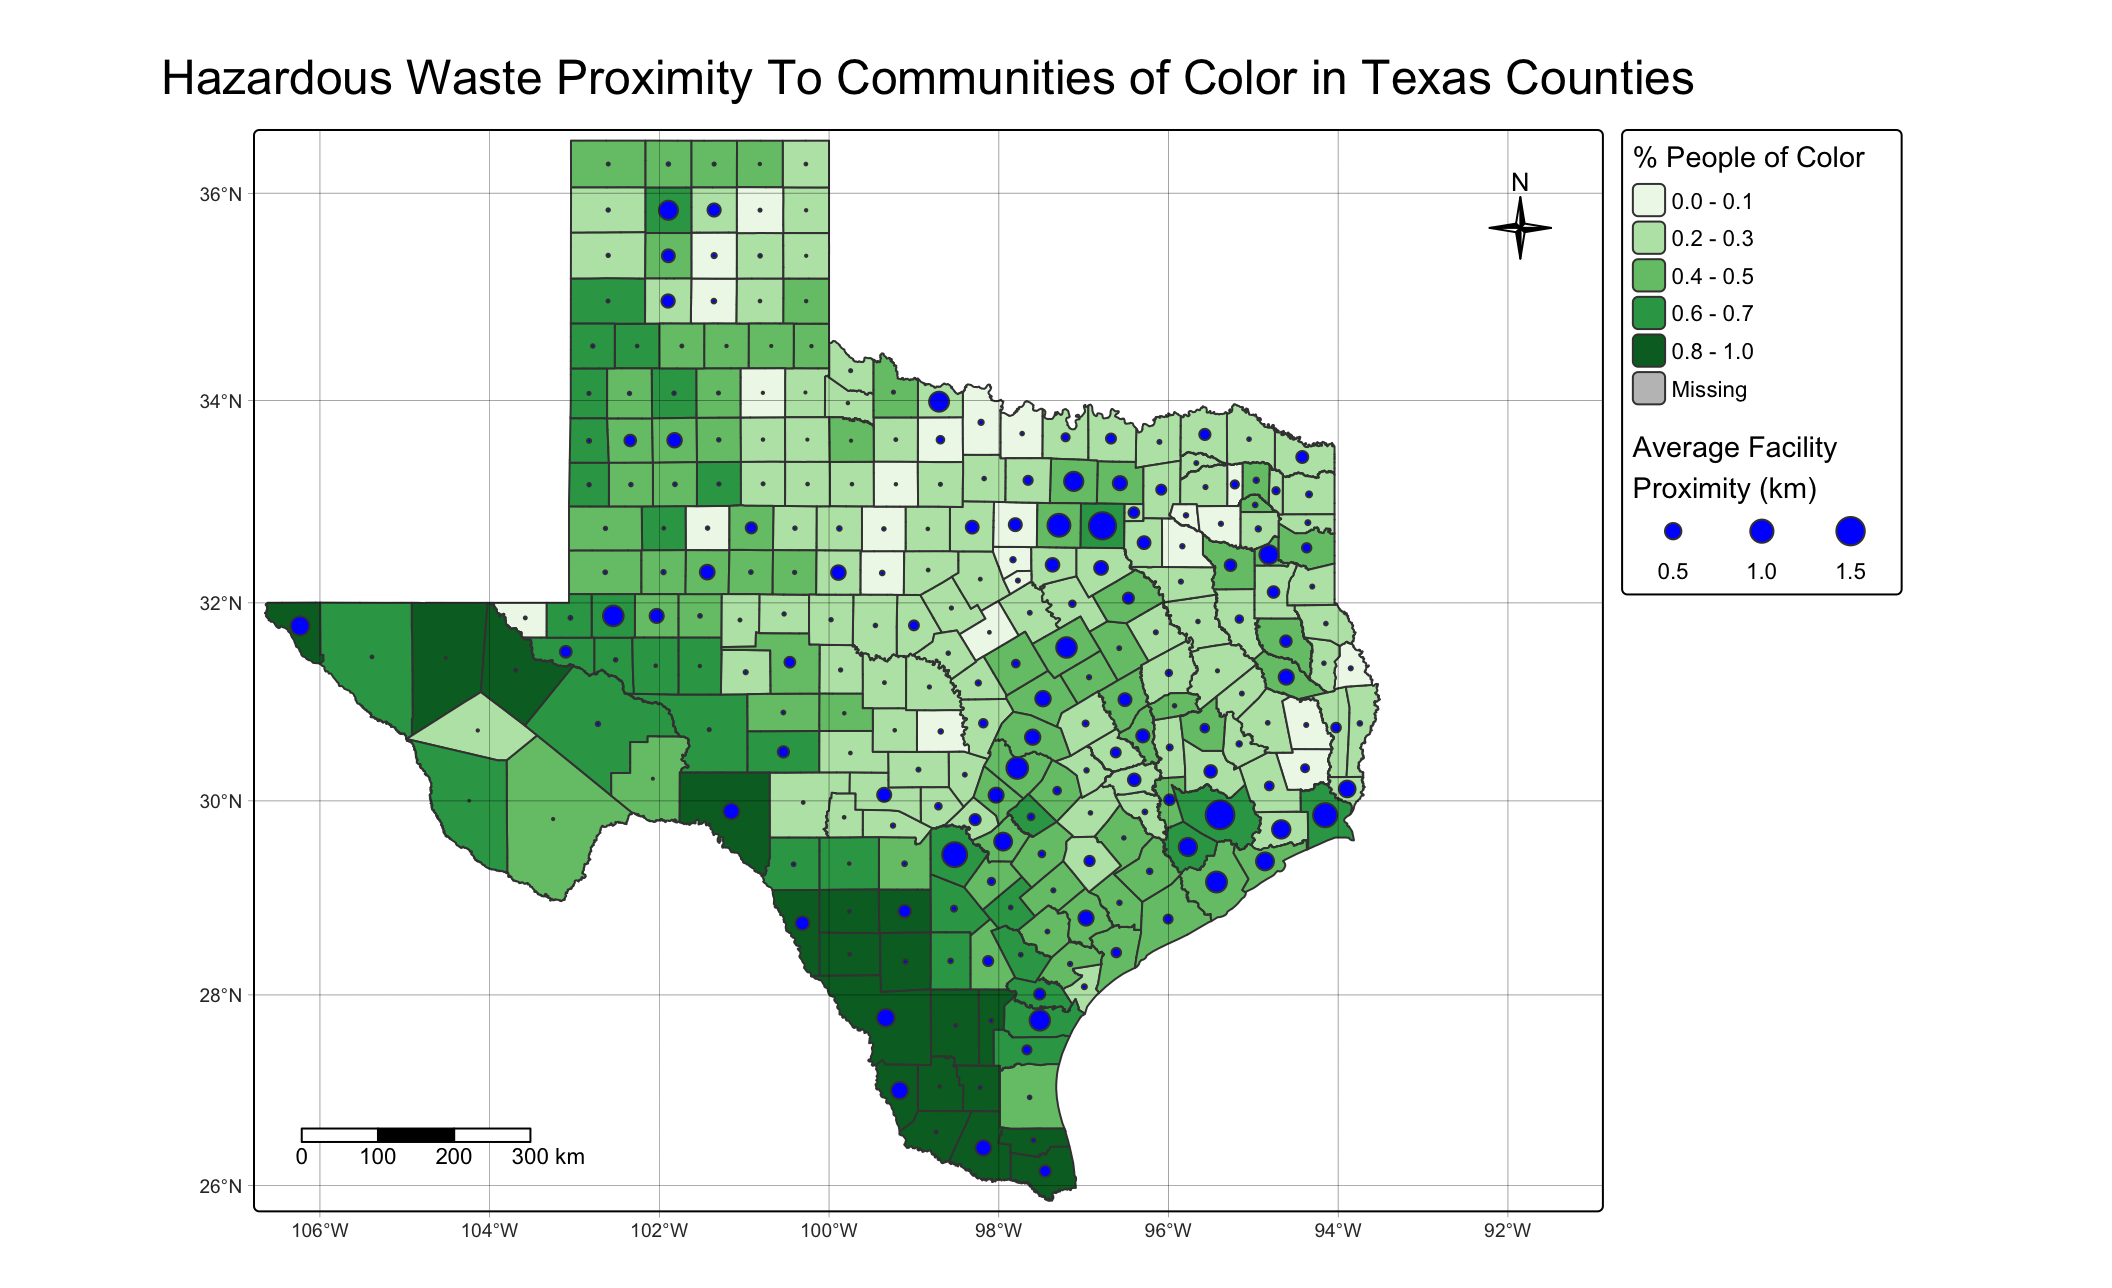 Hazardous Waste Proximity To Communities of Color in Texas Counties
36°N
34°N
32°N
30°N
28°N
26°N
106°W 104°W 102°W 100°W 98°W 96°W 94°W 92°W
N
0 100 200 300 km
% People of Color
0.0 - 0.1
0.2 - 0.3
0.4 - 0.5
0.6 - 0.7
0.8 - 1.0
Missing
Average Facility
Proximity (km)
0.5 1.0 1.5